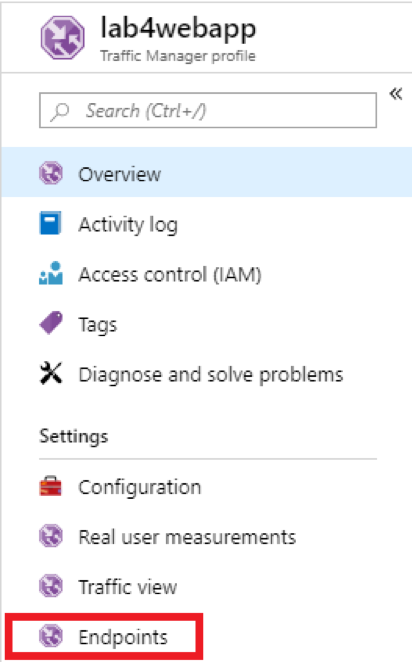 lab4webapp
Traffic Manager profile
Search (Ctrl+/)
«
Overview
Activity log
Access control (IAM)
Tags
Diagnose and solve problems
Settings
Configuration
Real user measurements
Traffic view
Endpoints